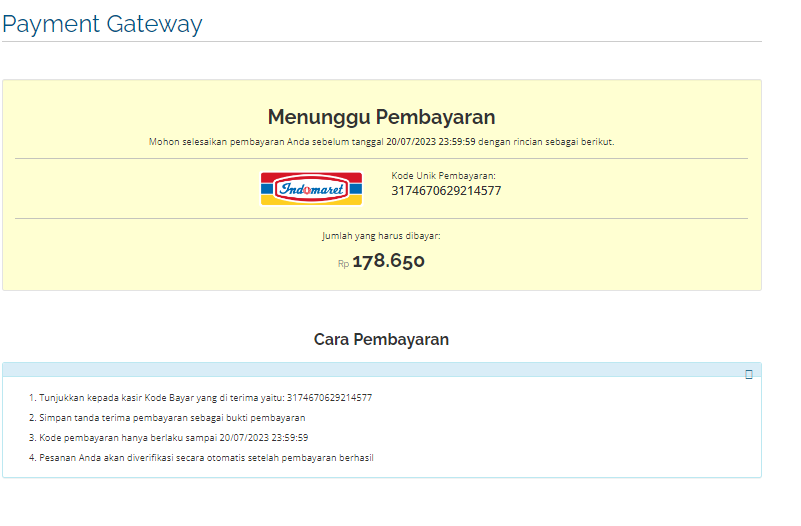 Payment Gateway
Menunggu Pembayaran
Mohon selesaikan pembayaran Anda sebelum tanggal 20/07/2023 23:59:59 dengan rincian sebagai berikut.
Indomaret
Kode Unik Pembayaran:
3174670629214577
Jumlah yang harus dibayar:
Rp 178.650
Cara Pembayaran
1. Tunjukkan kepada kasir Kode Bayar yang di terima yaitu: 3174670629214577
2. Simpan tanda terima pembayaran sebagai bukti pembayaran
3. Kode pembayaran hanya berlaku sampai 20/07/2023 23:59:59
4. Pesanan Anda akan diverifikasi secara otomatis setelah pembayaran berhasil